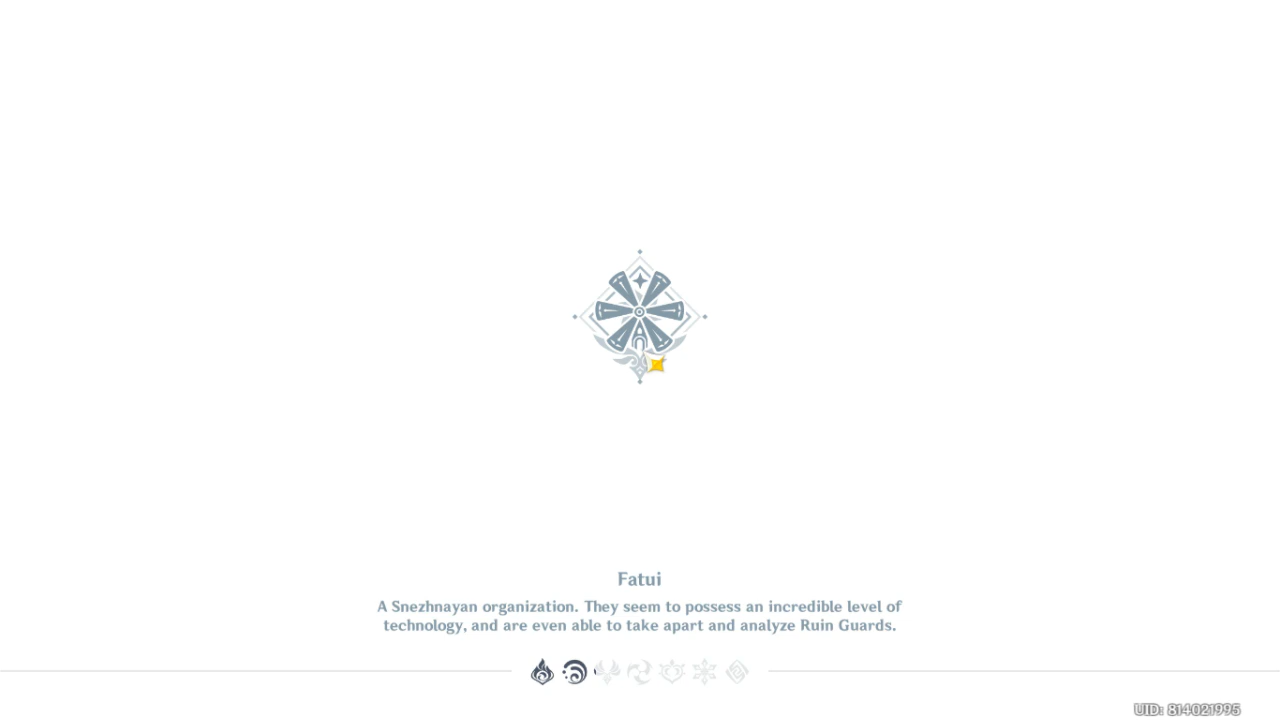 Fatui
A Snezhnayan organization. They seem to possess an incredible level of
technology, and are even able to take apart and analyze Ruin Guards.
UID: 814021995